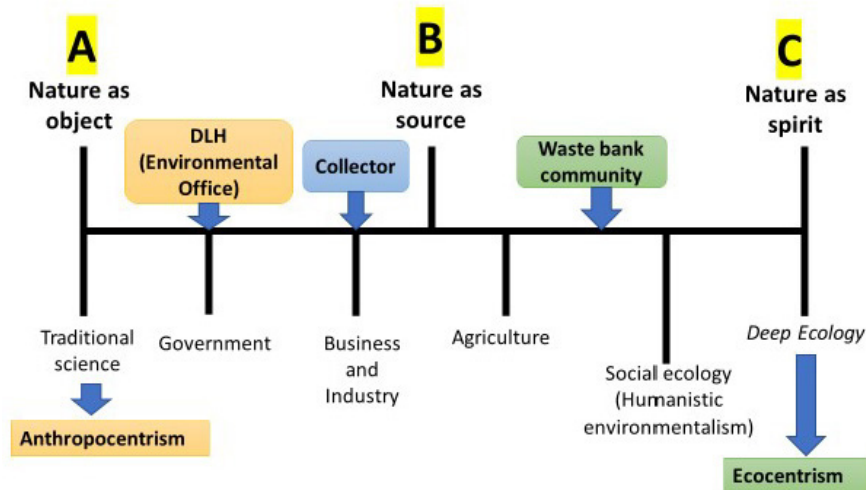 A
B
C
Nature as
object
Nature as
source
Nature as
spirit
DLH
(Environmental
Office)
Collector
Waste bank
community
Traditional
science
Government
Business
and
Industry
Agriculture
Social ecology
(Humanistic
environmentalism)
Deep Ecology
Anthropocentrism
Ecocentrism